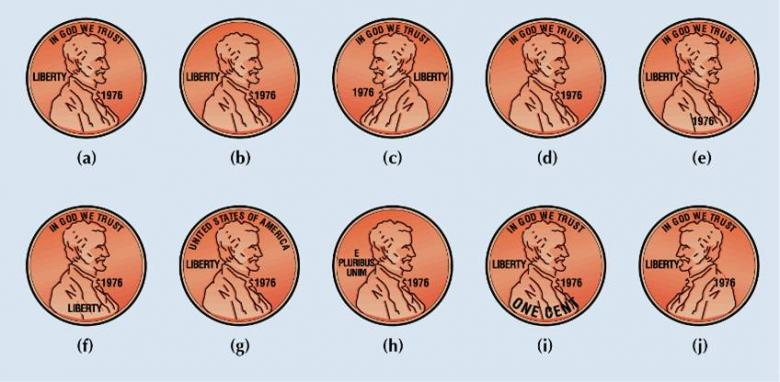 IN GOD WE TRUST
LIBERTY
1976
(a)
LIBERTY
1976
(b)
IN GOD WE TRUST
1976
LIBERTY
(c)
IN GOD WE TRUST
1976
(d)
IN GOD WE TRUST
LIBERTY
1976
(e)
IN GOD WE TRUST
1976
LIBERTY
(f)
UNITED STATES OF AMERICA
LIBERTY
1976
(g)
E
PLURIBUS
UNIM
1976
(h)
IN GOD WE TRUST
LIBERTY
1976
ONE CENT
(i)
IN GOD WE TRUST
LIBERTY
1976
(j)